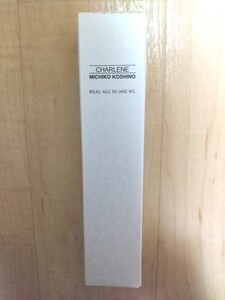 CHARLENE
MICHIKO KOSHINO
REAL ALL IN ONE WL